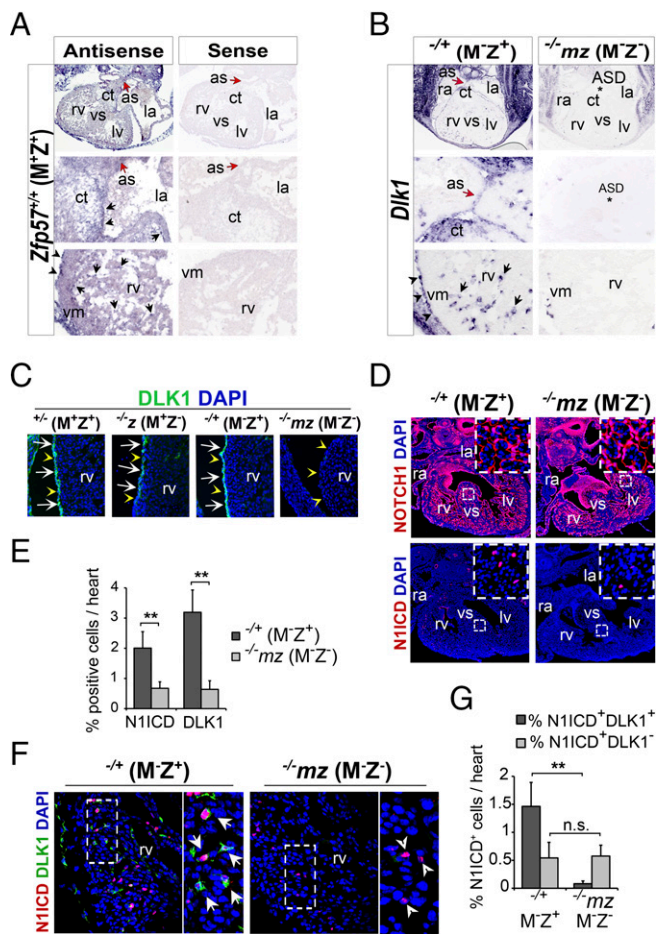 A
Antisense Sense
Zfp57+/+ (M+Z+)
as ct as la
rv vs lv
rv ct vs lv la
as
ct la
as la
ct
rv
vm
vm rv
B
-/+ (M-Z+) -/-mz (M-Z-)
Dlk1
as ra ct la
rv vs lv
ASD
*
ra ct la
rv vs lv
as
ct
ASD
*
vm rv
vm rv
C
DLK1 DAPI
+/- (M+Z+) -/-z (M+Z-) -/+ (M-Z+) -/-mz (M-Z-)
rv rv rv rv
D
-/+ (M-Z+) -/-mz (M-Z-)
NOTCH1 DAPI
la
ra
rv vs lv
ra
rv vs lv
N1ICD DAPI
ra
vs
rv lv
la
ra
vs
rv lv
E
% positive cells / heart
4
3
2
1
0
** **
N1ICD DLK1
-/+ (M-Z+)
-/-mz (M-Z-)
F
-/+ (M-Z+) -/-mz (M-Z-)
N1ICD DLK1 DAPI
rv rv
G
% N1ICD+DLK1+
% N1ICD+DLK1-
% N1ICD+ cells / heart
2
1.5
1
0.5
0
**
n.s.
-/+ -/-mz
M-Z+ M-Z-